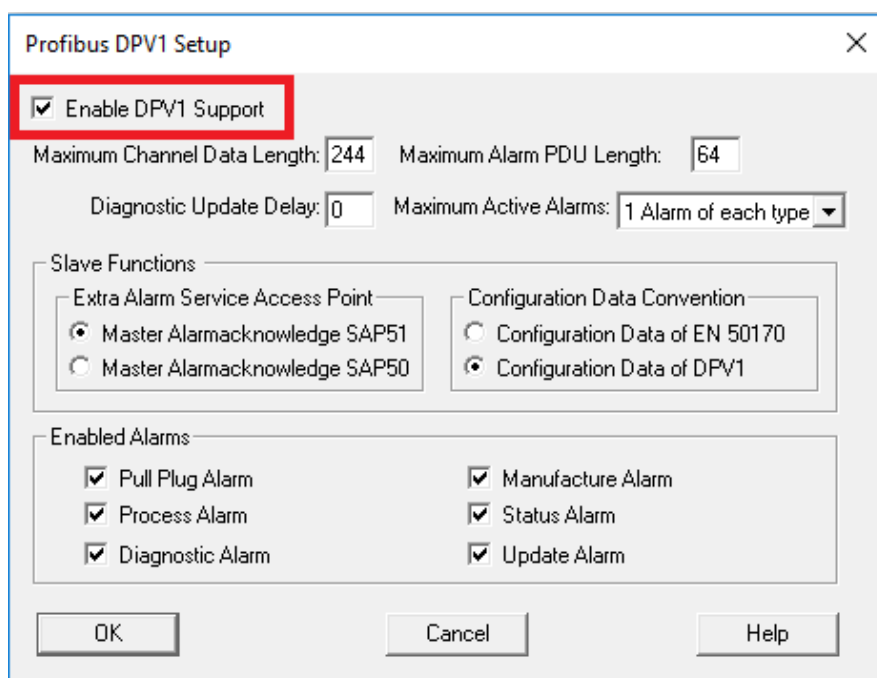 Profibus DPV1 Setup
Enable DPV1 Support
Maximum Channel Data Length: 244 Maximum Alarm PDU Length: 64
Diagnostic Update Delay: 0 Maximum Active Alarms: 1 Alarm of each type
Slave Functions
Extra Alarm Service Access Point
Master Alarmacknowledge SAP51
Master Alarmacknowledge SAP50
Configuration Data Convention
Configuration Data of EN 50170
Configuration Data of DPV1
Enabled Alarms
Pull Plug Alarm
Process Alarm
Diagnostic Alarm
Manufacture Alarm
Status Alarm
Update Alarm
OK Cancel Help